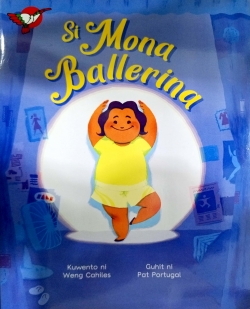 Si Mona
Ballerina
Kuwento ni
Weng Cahiles
Guhit ni
Pat Portugal